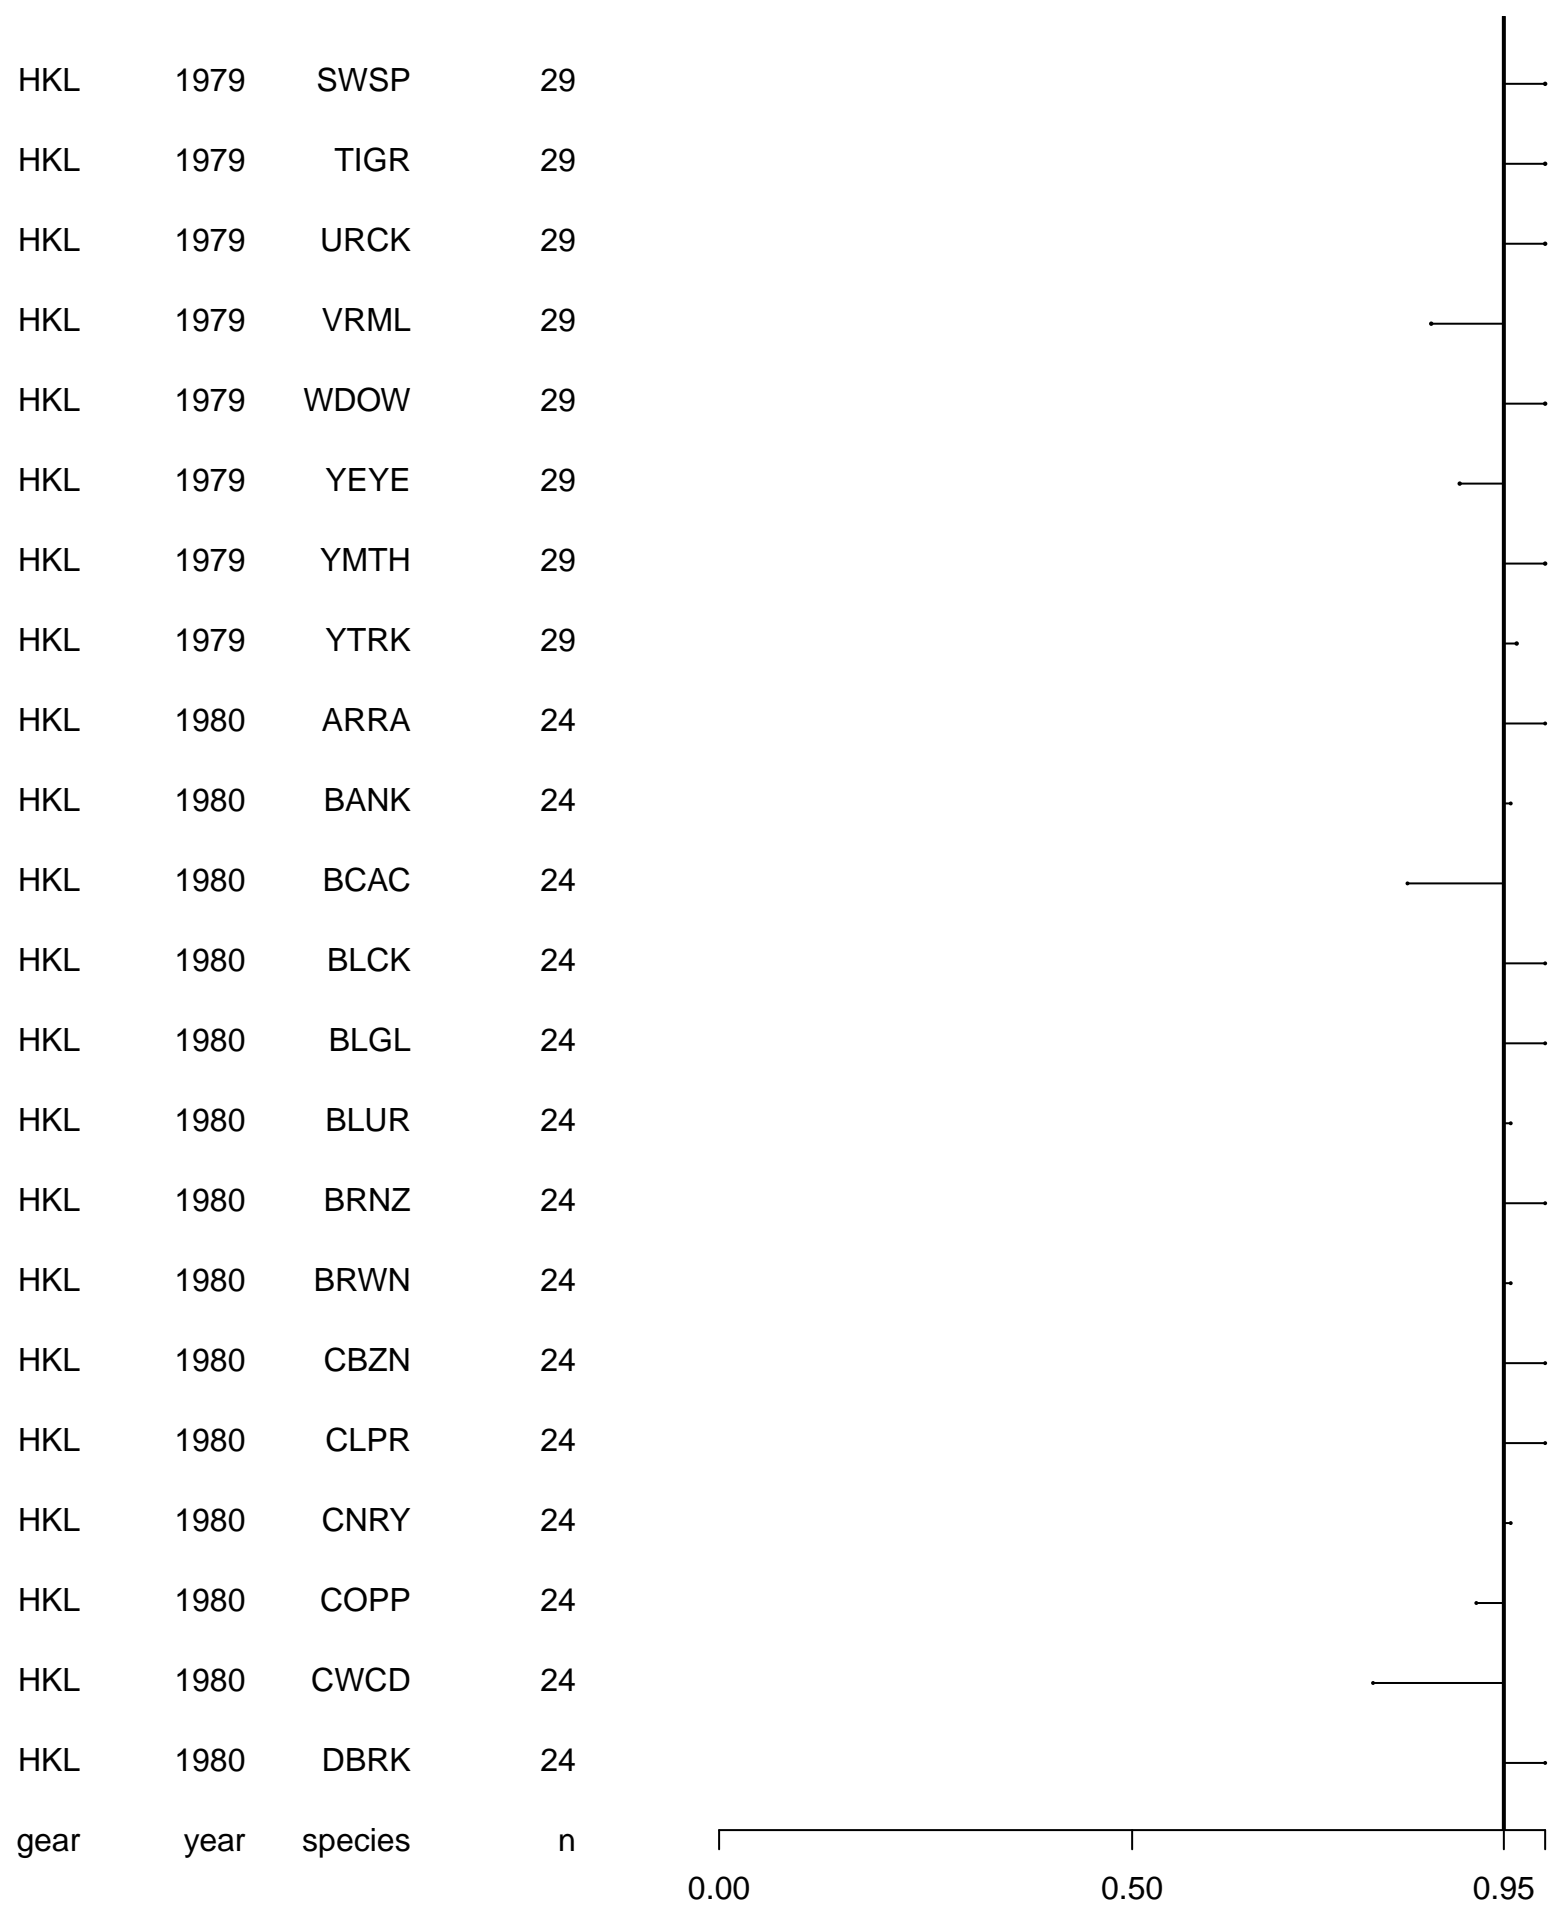 HKL 1979 SWSP 29
HKL 1979 TIGR 29
HKL 1979 URCK 29
HKL 1979 VRML 29
HKL 1979 WDOW 29
HKL 1979 YEYE 29
HKL 1979 YMTH 29
HKL 1979 YTRK 29
HKL 1980 ARRA 24
HKL 1980 BANK 24
HKL 1980 BCAC 24
HKL 1980 BLCK 24
HKL 1980 BLGL 24
HKL 1980 BLUR 24
HKL 1980 BRNZ 24
HKL 1980 BRWN 24
HKL 1980 CBZN 24
HKL 1980 CLPR 24
HKL 1980 CNRY 24
HKL 1980 COPP 24
HKL 1980 CWCD 24
HKL 1980 DBRK 24
gear year species n
0.00 0.50 0.95